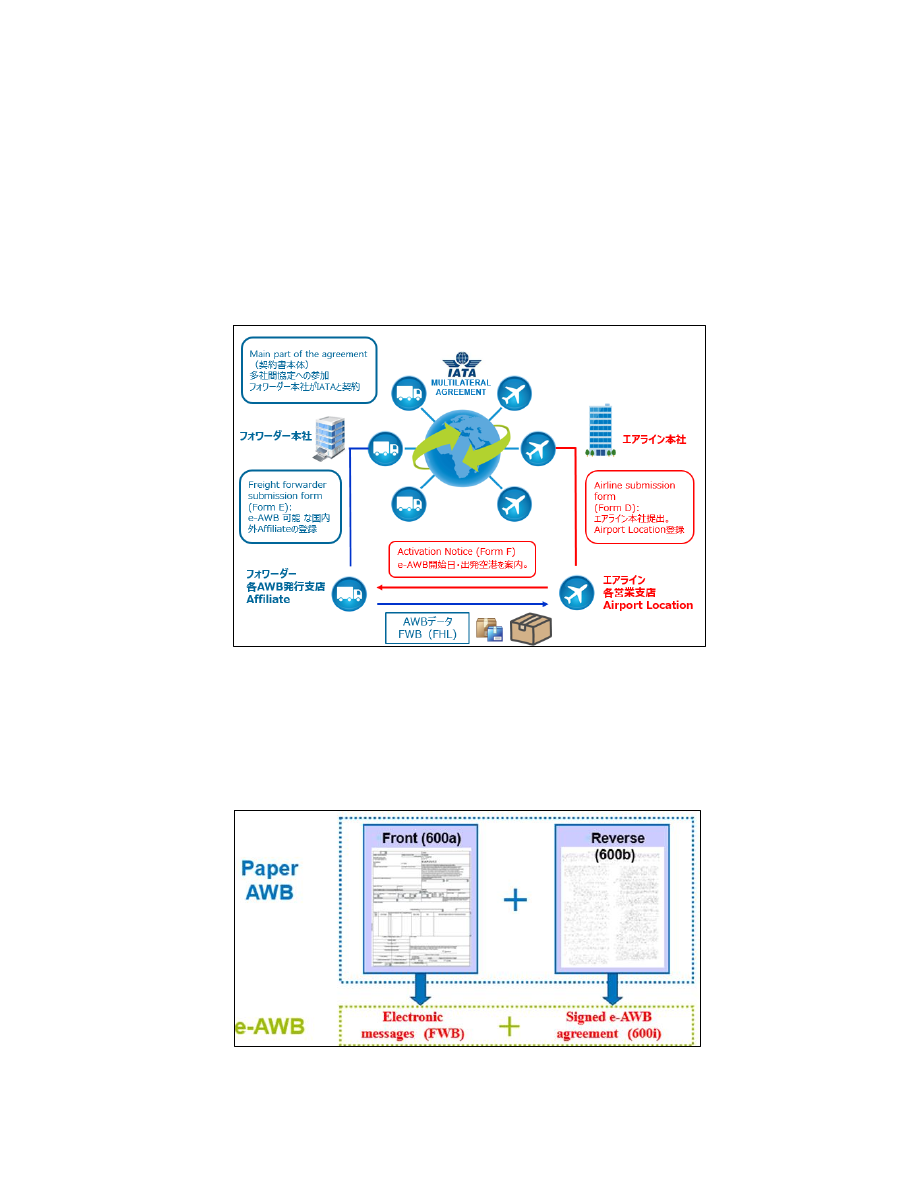 Main part of the agreement
（契約書本体）
多社間協定への参加
フォワーダー本社がIATAと契約
IATA
MULTILATERAL
AGREEMENT
フォワーダー本社
エアライン本社
Freight forwarder
submission form
(Form E):
e-AWB 可能 な国内
外Affiliateの登録
Airline submission
form
(Form D):
エアライン本社提出。
Airport Location登録
Activation Notice (Form F)
e-AWB開始日・出発空港を案内。
フォワーダー
各AWB発行支店
Affiliate
エアライン
各営業支店
Airport Location
AWBデータ
FWB（FHL）
Paper
AWB
Front (600a)
+
Reverse
(600b)
e-AWB
Electronic
messages (FWB)
+
Signed e-AWB
agreement (600i)